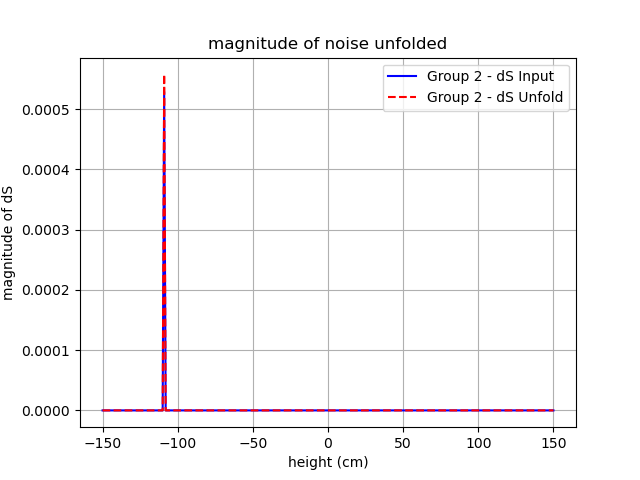 magnitude of noise unfolded
Group 2 - dS Input
Group 2 - dS Unfold
magnitude of dS
0.0005
0.0004
0.0003
0.0002
0.0001
0.0000
−150
−100
−50
0
50
100
150
height (cm)